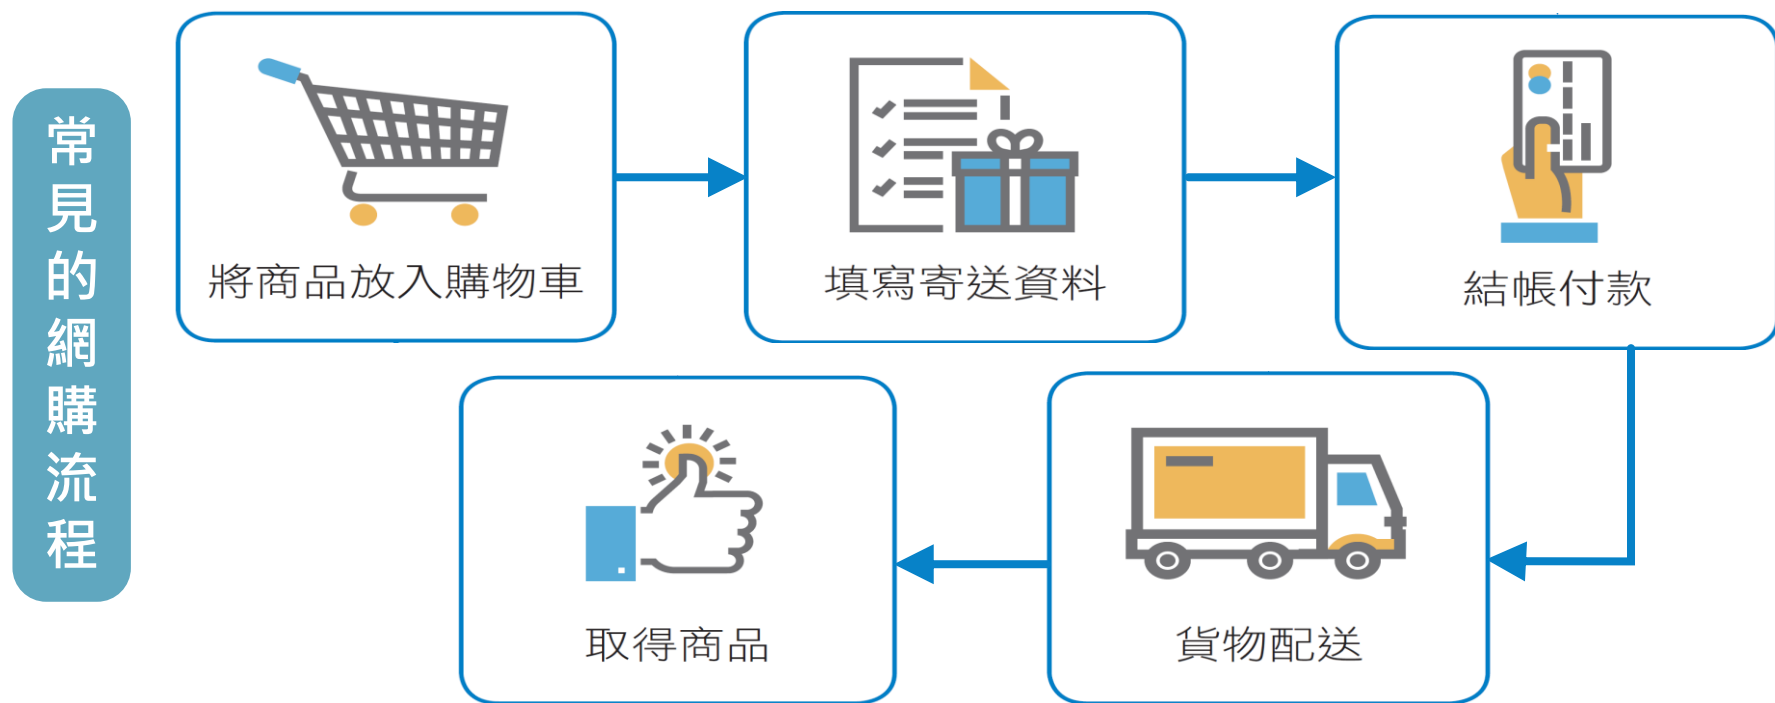 常見的網購流程
將商品放入購物車
填寫寄送資料
結帳付款
貨物配送
取得商品